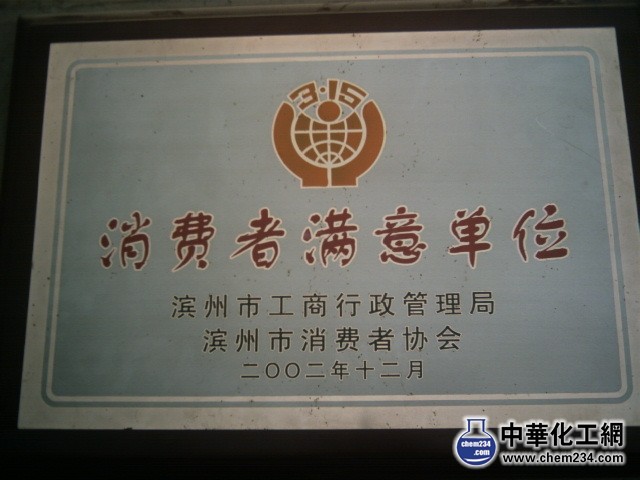 3·15
消费者满意单位
滨州市工商行政管理局
滨州市消费者协会
二〇〇二年十二月
chem234.com
中華化工網
www.chem234.com